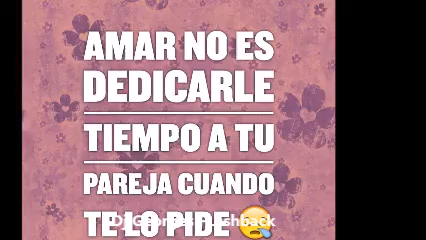 AMAR NO ES
DEDICARLE
TIEMPO A TU
PAREJA CUANDO
TE LO PIDE 😪